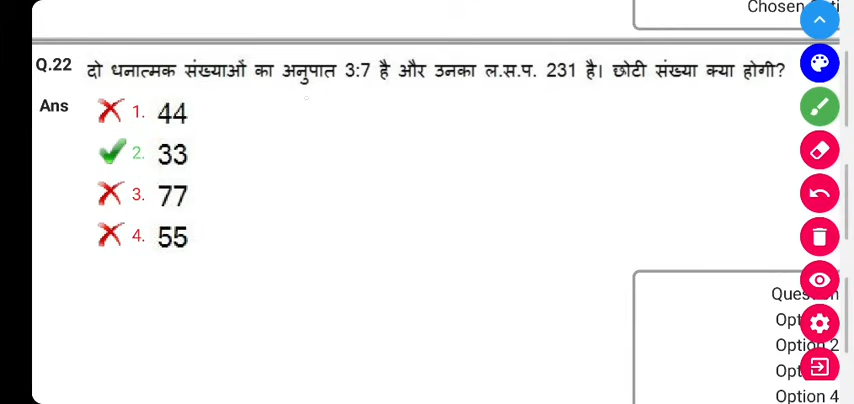 Chosen
Q.22 दो धनात्मक संख्याओं का अनुपात 3:7 है और उनका ल.स.प. 231 है। छोटी संख्या क्या होगी?
Ans
1. 44
2. 33
3. 77
4. 55
Option 2
Option 4